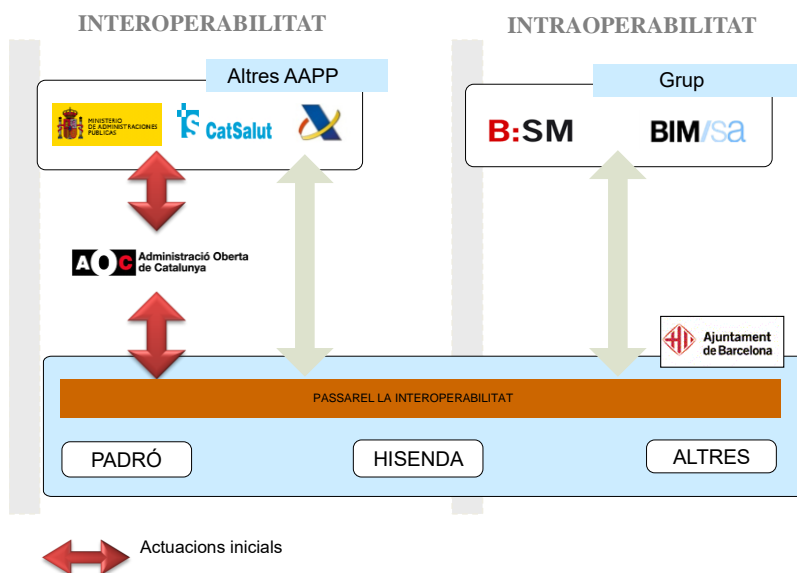 INTEROPERABILITAT
INTRAOPERABILITAT
Altres AAPP
Grup
MINISTERIO
DE ADMINISTRACIONES
PÚBLICAS
CatSalut
B:SM
BIM/sa
AOC
Administració Oberta
de Catalunya
Ajuntament
de Barcelona
PASSAREL LA INTEROPERABILITAT
PADRÓ
HISENDA
ALTRES
Actuacions inicials